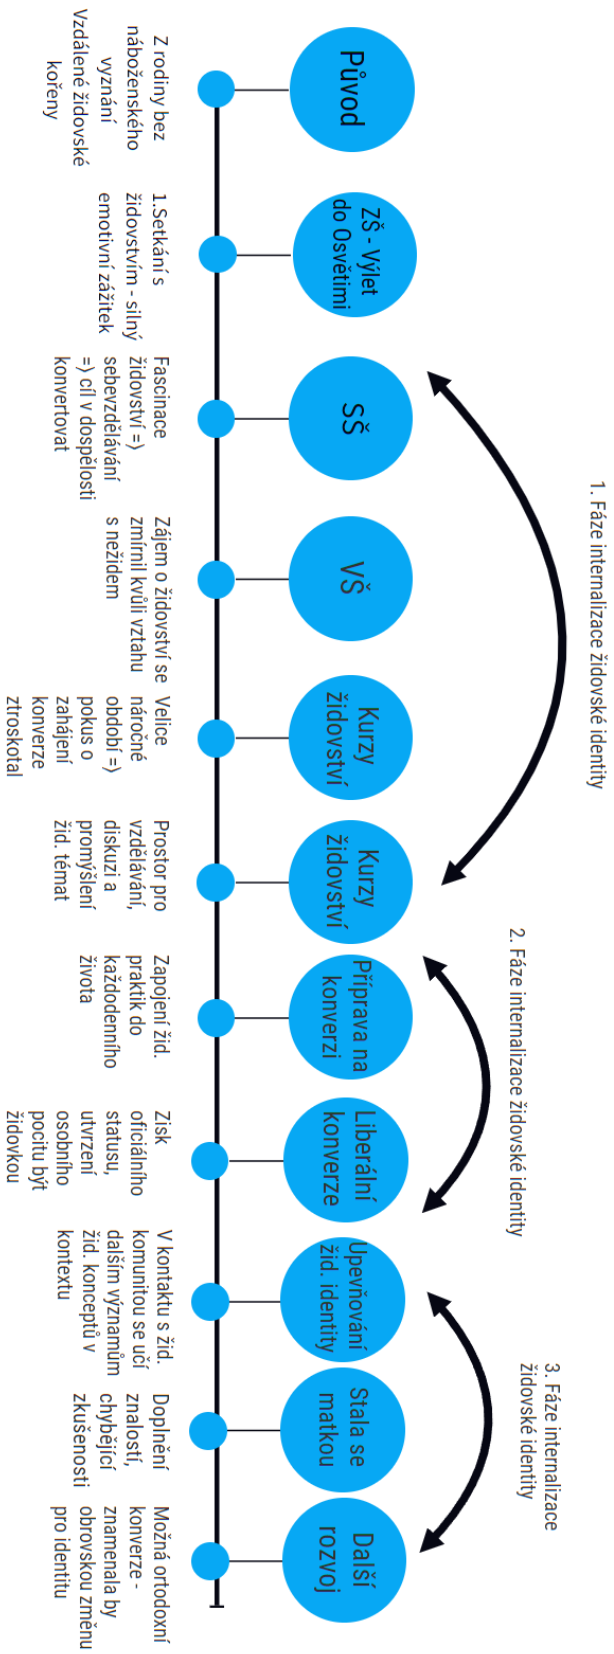 1. Fáze internalizace židovské identity
2. Fáze internalizace židovské identity
3. Fáze internalizace
židovské identity
Původ
Z rodiny bez
náboženského
vyznání
Vzdálené židovské
kořeny
ZŠ - Výlet
do Osvětimi
1.Setkání s
židovstvím - silný
emotivní zážitek
SŠ
Fascinace
židovství =)
sebevzdělávání
=) cíl v dospělosti
konvertovat
VŠ
Zájem o židovství se
zmírnil kvůli vztahu
s nežidem
Kurzy
židovství
Velice
náročné
období =)
pokus o
zahájení
konverze
ztroskotal
Kurzy
židovství
Prostor pro
vzdělávání,
diskuzi a
promýšlení
žid. témat
Příprava na
konverzi
Zapojení žid.
praktik do
každodenního
života
Liberální
konverze
Zisk
oficiálního
statusu,
utvrzení
osobního
pocitu být
židovkou
Upevňování
žid. identity
V kontaktu s žid.
komunitou se učí
dalším významům
žid. konceptů v
kontextu
Stala se
matkou
Doplnění
znalostí,
chybějící
zkušenosti
Další
rozvoj
Možná ortodoxní
konverze -
znamenala by
obrovskou změnu
pro identitu